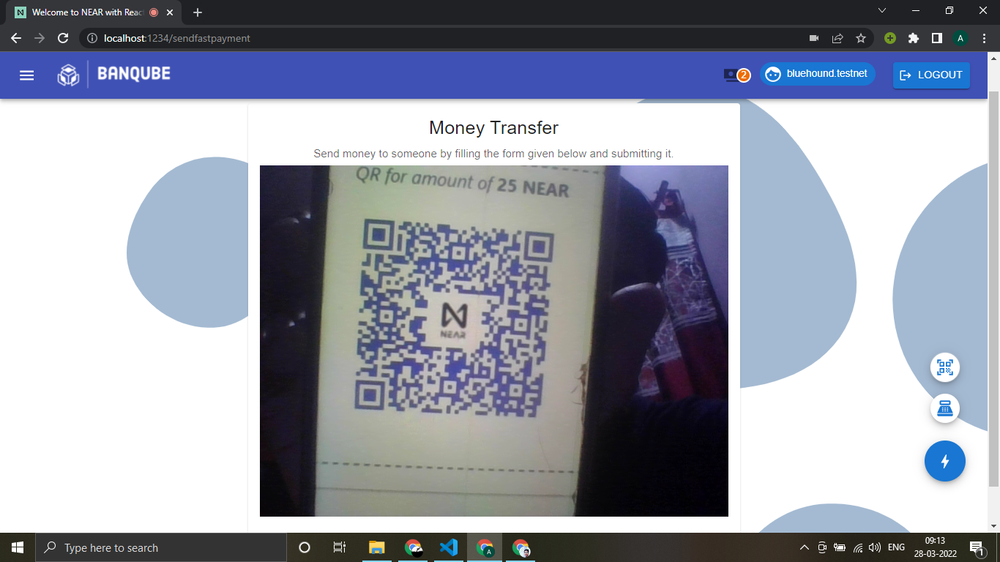 Welcome to NEAR with Reac
localhost:1234/sendfastpayment
A
BANQUBE
2
bluehound.testnet
LOGOUT
Money Transfer
Send money to someone by filling the form given below and submitting it.
QR for amount of 25 NEAR
NEAR
Type here to search
A
ENG
09:13
28-03-2022
1